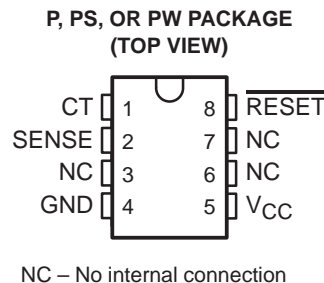 P, PS, OR PW PACKAGE
(TOP VIEW)
CT 1 8 RESET
SENSE 2 7 NC
NC 3 6 NC
GND 4 5 VCC
NC – No internal connection